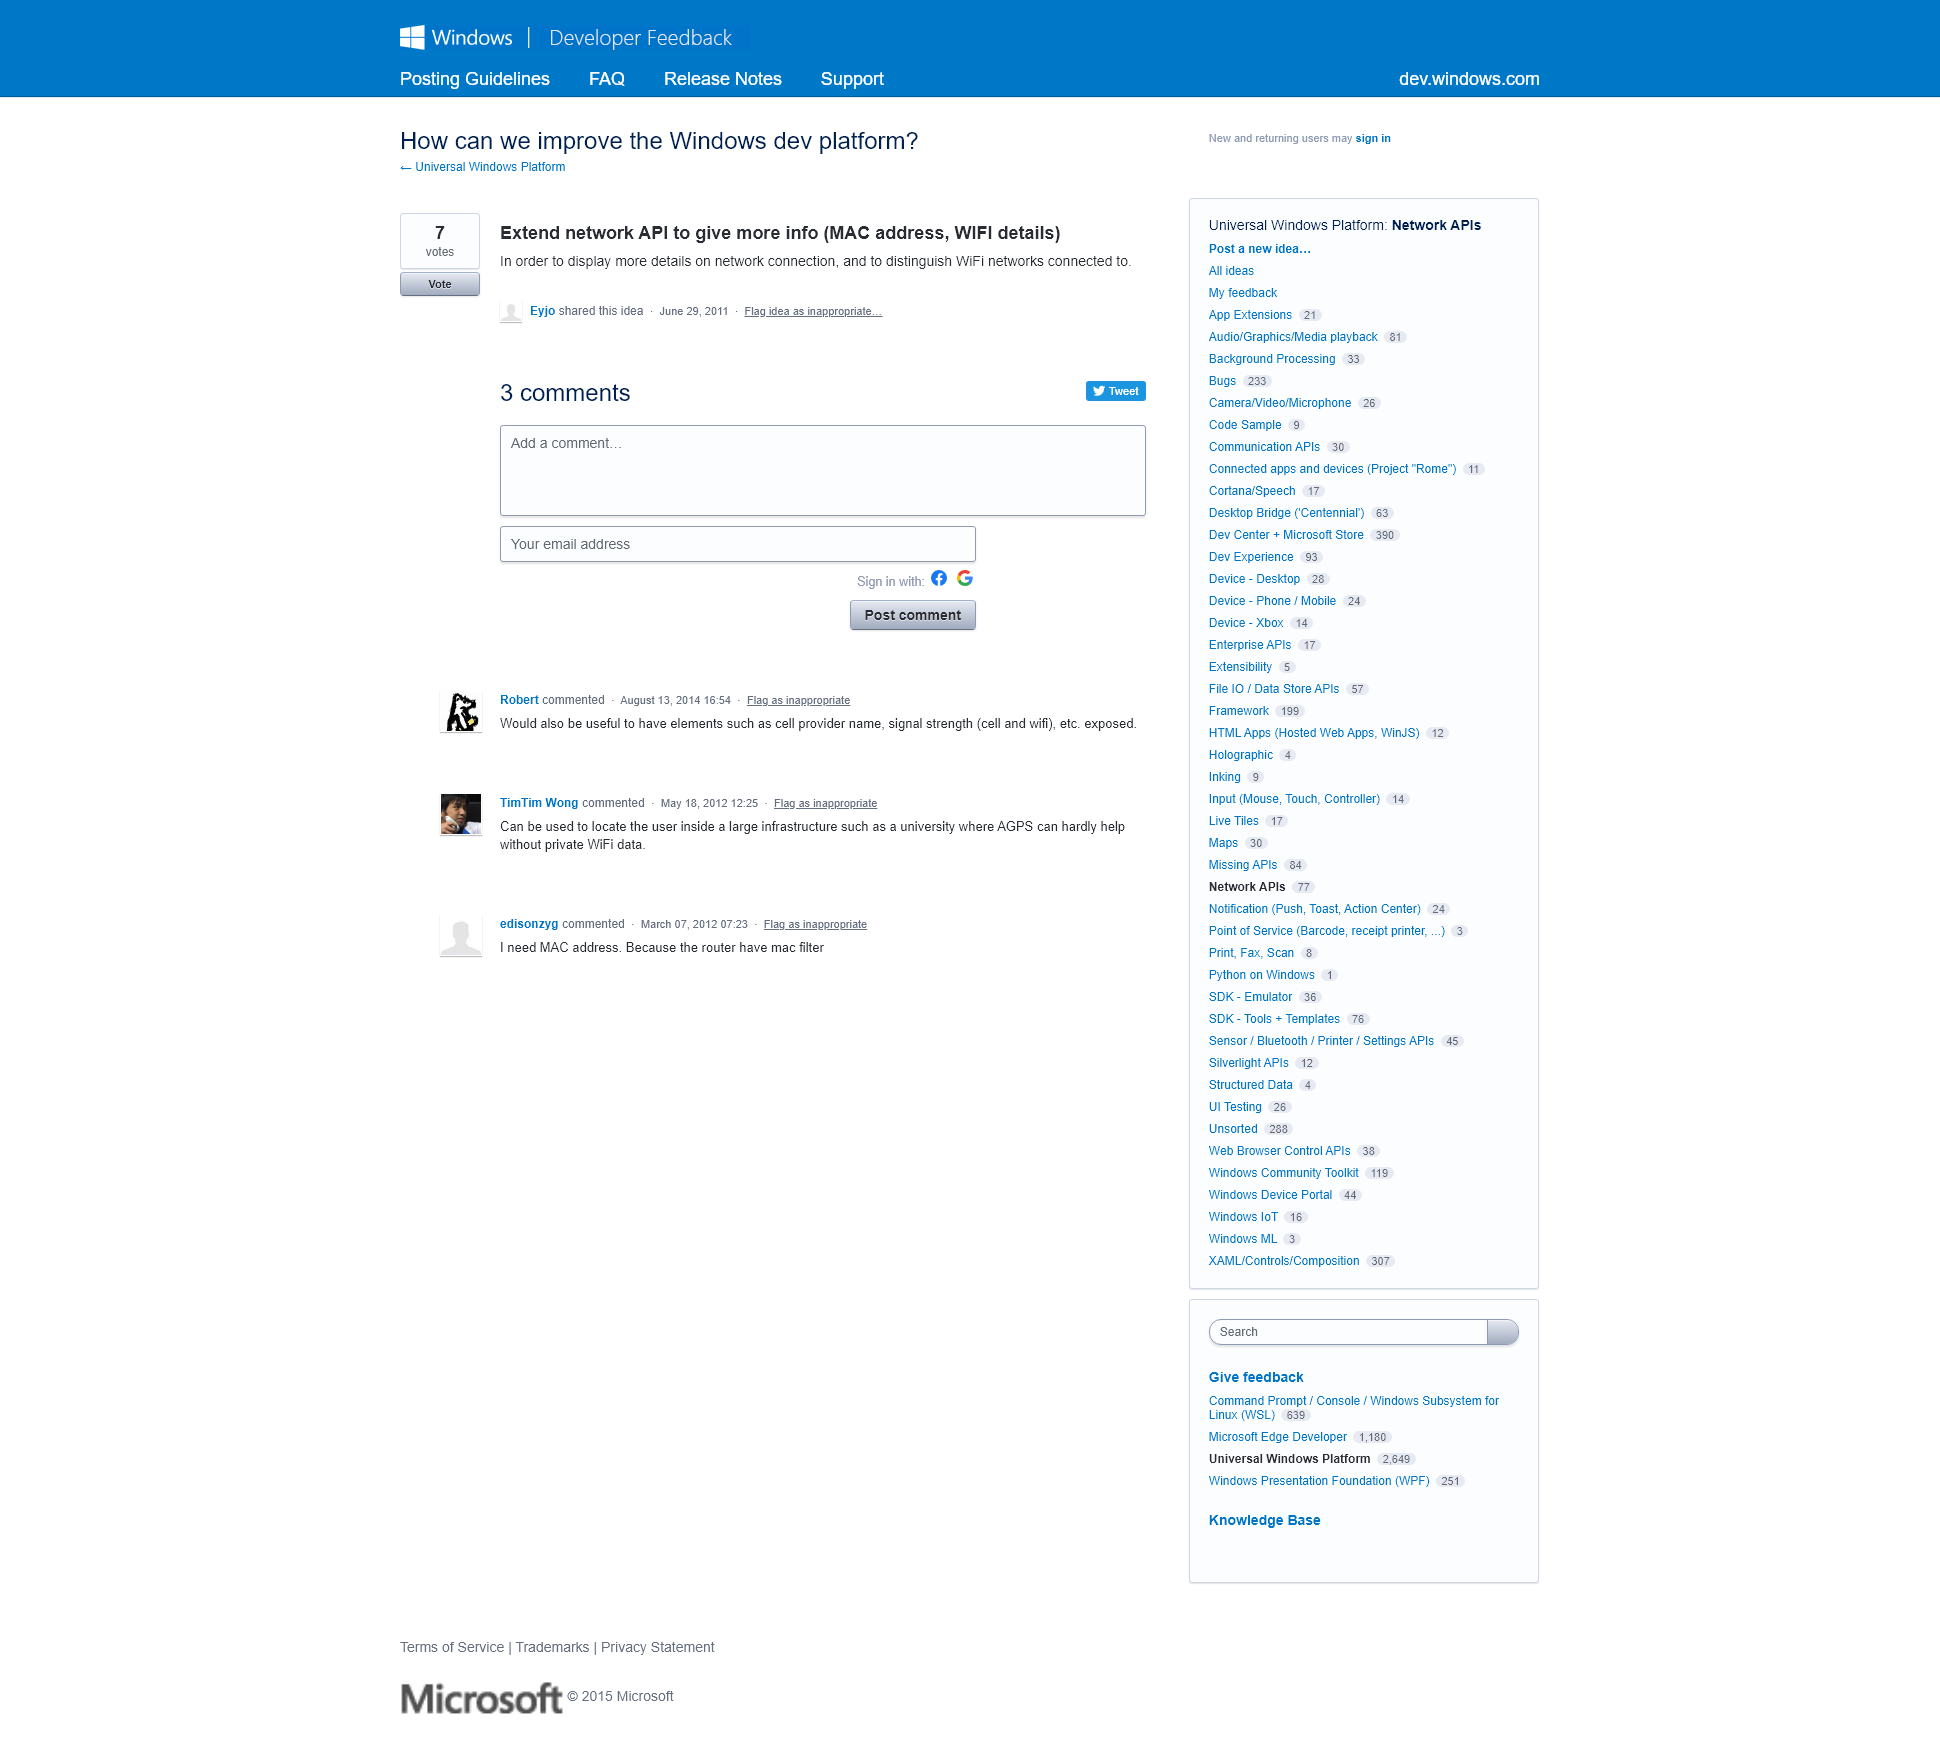 Windows | Developer Feedback
Posting Guidelines FAQ Release Notes Support dev.windows.com
How can we improve the Windows dev platform?
← Universal Windows Platform
New and returning users may sign in
7
votes
Vote
Extend network API to give more info (MAC address, WIFI details)
In order to display more details on network connection, and to distinguish WiFi networks connected to.
Eyjo shared this idea · June 29, 2011 · Flag idea as inappropriate…
3 comments
Tweet
Add a comment…
Your email address
Sign in with:
Post comment
Robert commented · August 13, 2014 16:54 · Flag as inappropriate
Would also be useful to have elements such as cell provider name, signal strength (cell and wifi), etc. exposed.
TimTim Wong commented · May 18, 2012 12:25 · Flag as inappropriate
Can be used to locate the user inside a large infrastructure such as a university where AGPS can hardly help
without private WiFi data.
edisonzyg commented · March 07, 2012 07:23 · Flag as inappropriate
I need MAC address. Because the router have mac filter
Universal Windows Platform: Network APIs
Post a new idea…
All ideas
My feedback
App Extensions 21
Audio/Graphics/Media playback 81
Background Processing 33
Bugs 233
Camera/Video/Microphone 26
Code Sample 9
Communication APIs 30
Connected apps and devices (Project "Rome") 11
Cortana/Speech 17
Desktop Bridge ('Centennial') 63
Dev Center + Microsoft Store 390
Dev Experience 93
Device - Desktop 28
Device - Phone / Mobile 24
Device - Xbox 14
Enterprise APIs 17
Extensibility 5
File IO / Data Store APIs 57
Framework 199
HTML Apps (Hosted Web Apps, WinJS) 12
Holographic 4
Inking 9
Input (Mouse, Touch, Controller) 14
Live Tiles 17
Maps 30
Missing APIs 84
Network APIs 77
Notification (Push, Toast, Action Center) 24
Point of Service (Barcode, receipt printer, ...) 3
Print, Fax, Scan 8
Python on Windows 1
SDK - Emulator 36
SDK - Tools + Templates 76
Sensor / Bluetooth / Printer / Settings APIs 45
Silverlight APIs 12
Structured Data 4
UI Testing 26
Unsorted 288
Web Browser Control APIs 38
Windows Community Toolkit 119
Windows Device Portal 44
Windows IoT 16
Windows ML 3
XAML/Controls/Composition 307
Search
Give feedback
Command Prompt / Console / Windows Subsystem for
Linux (WSL) 639
Microsoft Edge Developer 1,180
Universal Windows Platform 2,649
Windows Presentation Foundation (WPF) 251
Knowledge Base
Terms of Service | Trademarks | Privacy Statement
Microsoft © 2015 Microsoft